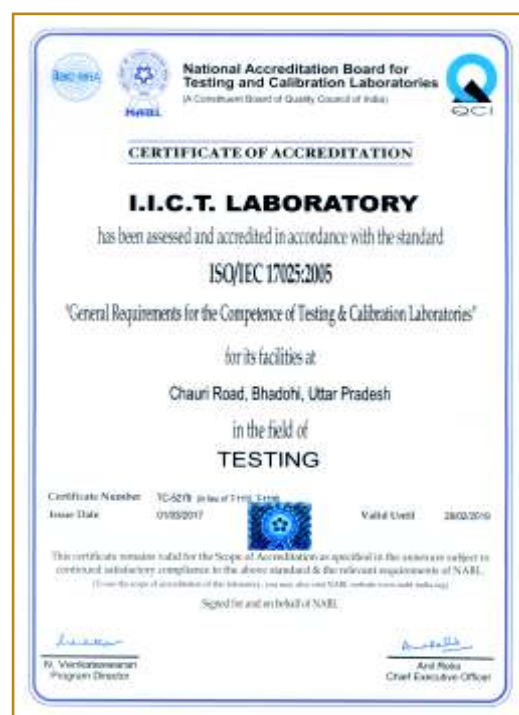 NABL
National Accreditation Board for
Testing and Calibration Laboratories
(A Constituent Board of Quality Council of India)
QCI
CERTIFICATE OF ACCREDITATION
I.I.C.T. LABORATORY
has been assessed and accredited in accordance with the standard
ISO/IEC 17025:2005
"General Requirements for the Competence of Testing & Calibration Laboratories"
for its facilities at
Chauri Road, Bhadohi, Uttar Pradesh
in the field of
TESTING
Certificate Number
Issue Date 01/03/2017 Valid Until 28/02/2019
This certificate remains valid for the Scope of Accreditation as specified in the annexure subject to
continued satisfactory compliance to the above standard & the relevant requirements of NABL.
Signed for and on behalf of NABL
N. Venkateswaran
Program Director
Anil Relia
Chief Executive Officer